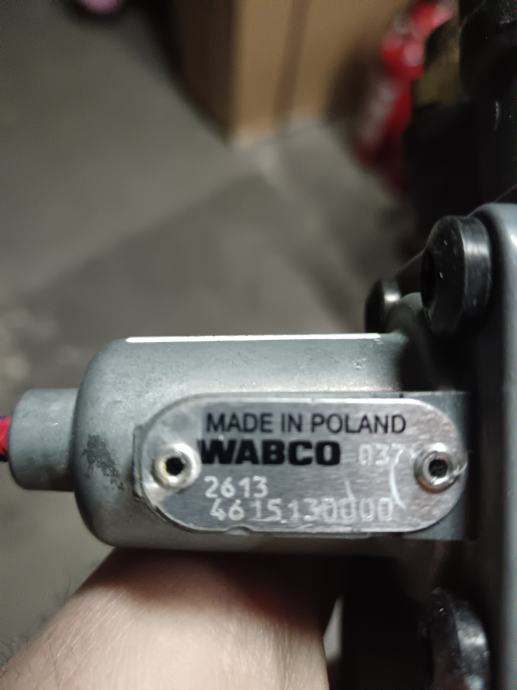 MADE IN POLAND
WABCO 037
2613
4615130000